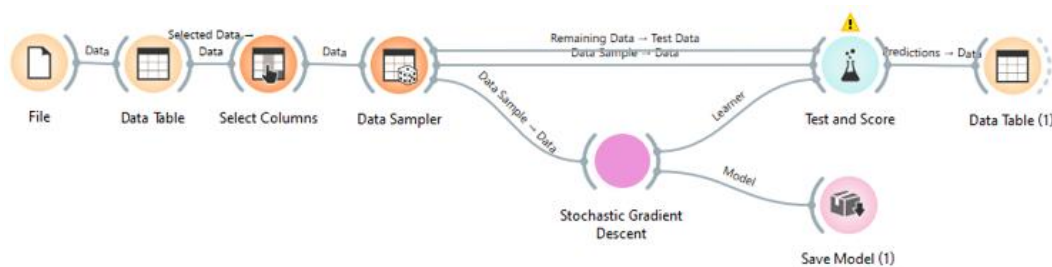 Selected Data →
Data
Data
Data
Remaining Data → Test Data
Data Sample → Data
Predictions → Data
File
Data Table
Select Columns
Data Sampler
Data Sample → Data
Learner
Test and Score
Data Table (1)
Model
Stochastic Gradient
Descent
Save Model (1)